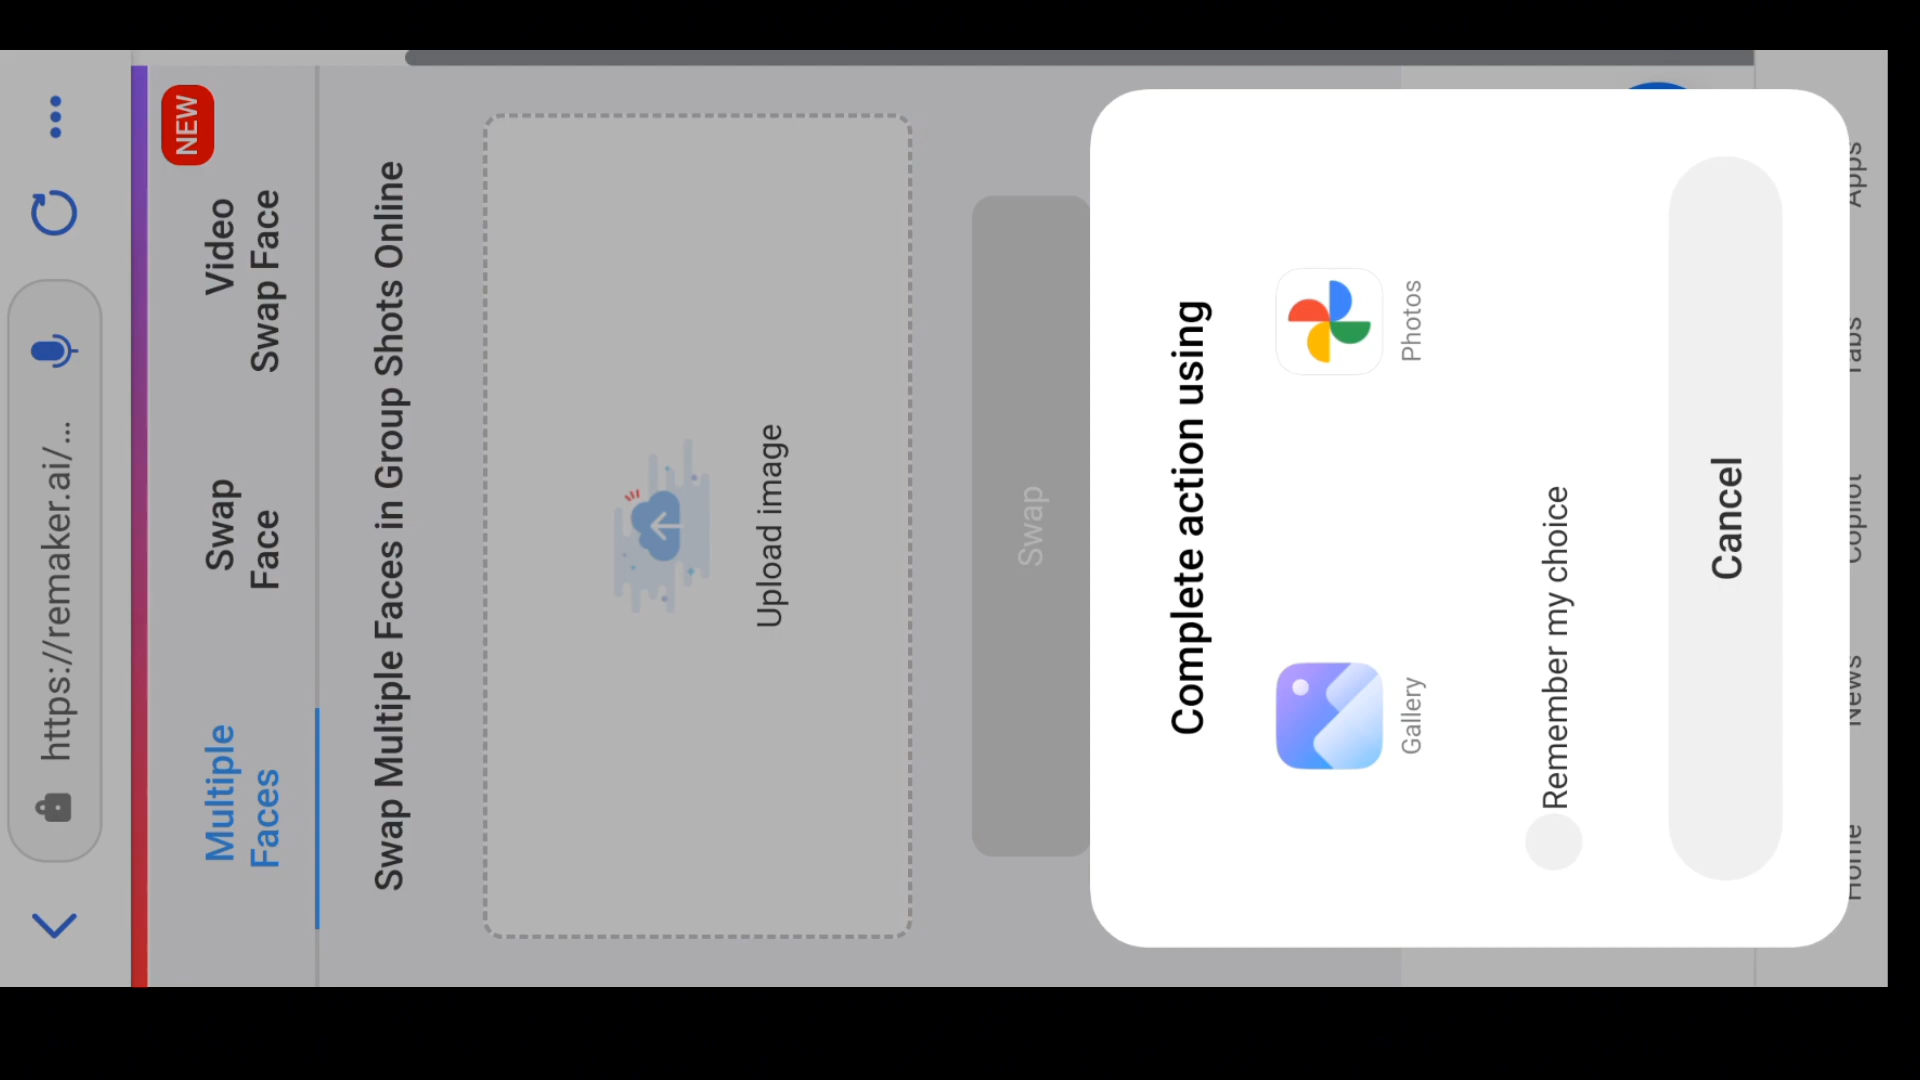 https://remaker.ai/...
Multiple
Faces
Swap
Face
Video
Swap Face
NEW
Swap Multiple Faces in Group Shots Online
Upload image
Swap
Complete action using
Gallery
Photos
Remember my choice
Cancel
Home
News
Copilot
Tabs
Apps